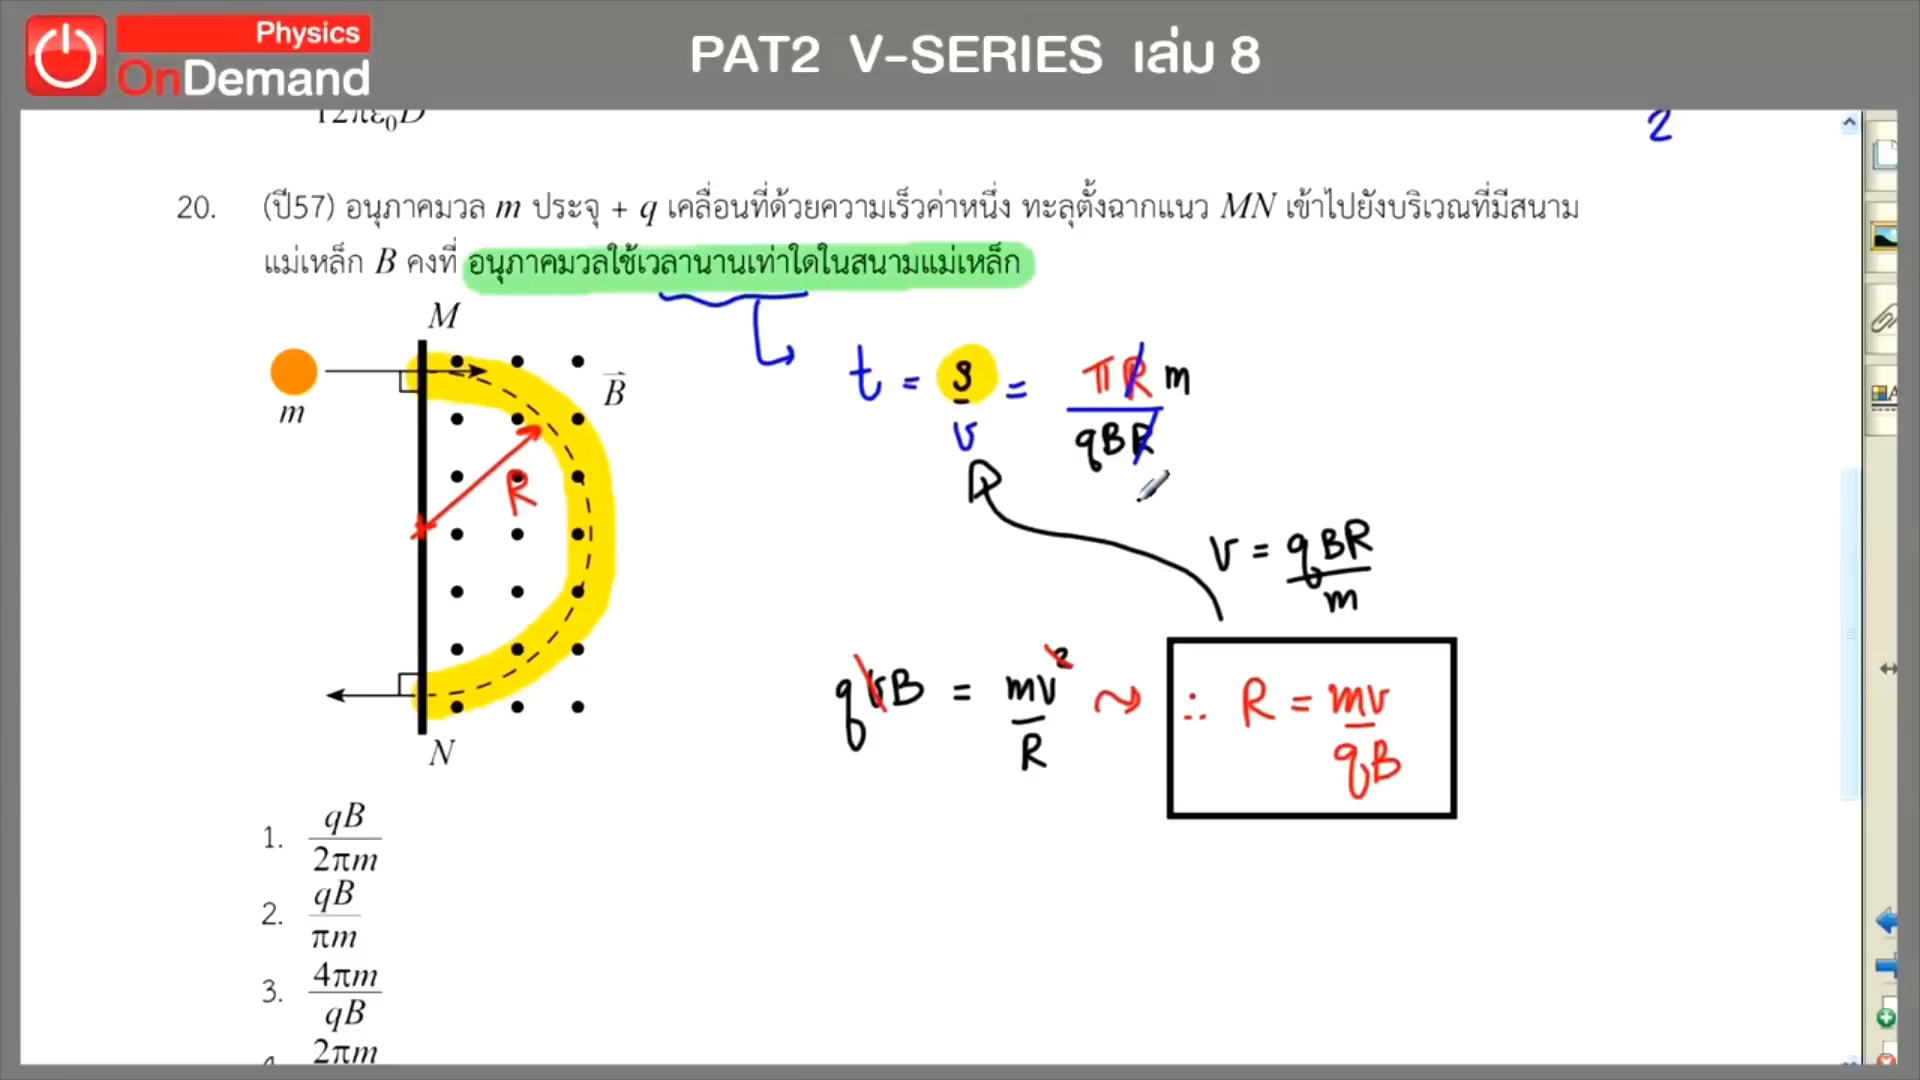 Physics
OnDemand
PAT2 V-SERIES เล่ม 8
12πε₀D
2
20. (ปี57) อนุภาคมวล m ประจุ + q เคลื่อนที่ด้วยความเร็วค่าหนึ่ง ทะลุตั้งฉากแนว MN เข้าไปยังบริเวณที่มีสนาม
แม่เหล็ก B คงที่ อนุภาคมวลใช้เวลานานเท่าใดในสนามแม่เหล็ก
M
m
B
R
N
t = s/v = πRm/qBR
v = qBR/m
qvB = mv²/R
∴ R = mv/qB
1. qB/2πm
2. qB/πm
3. 4πm/qB
2πm